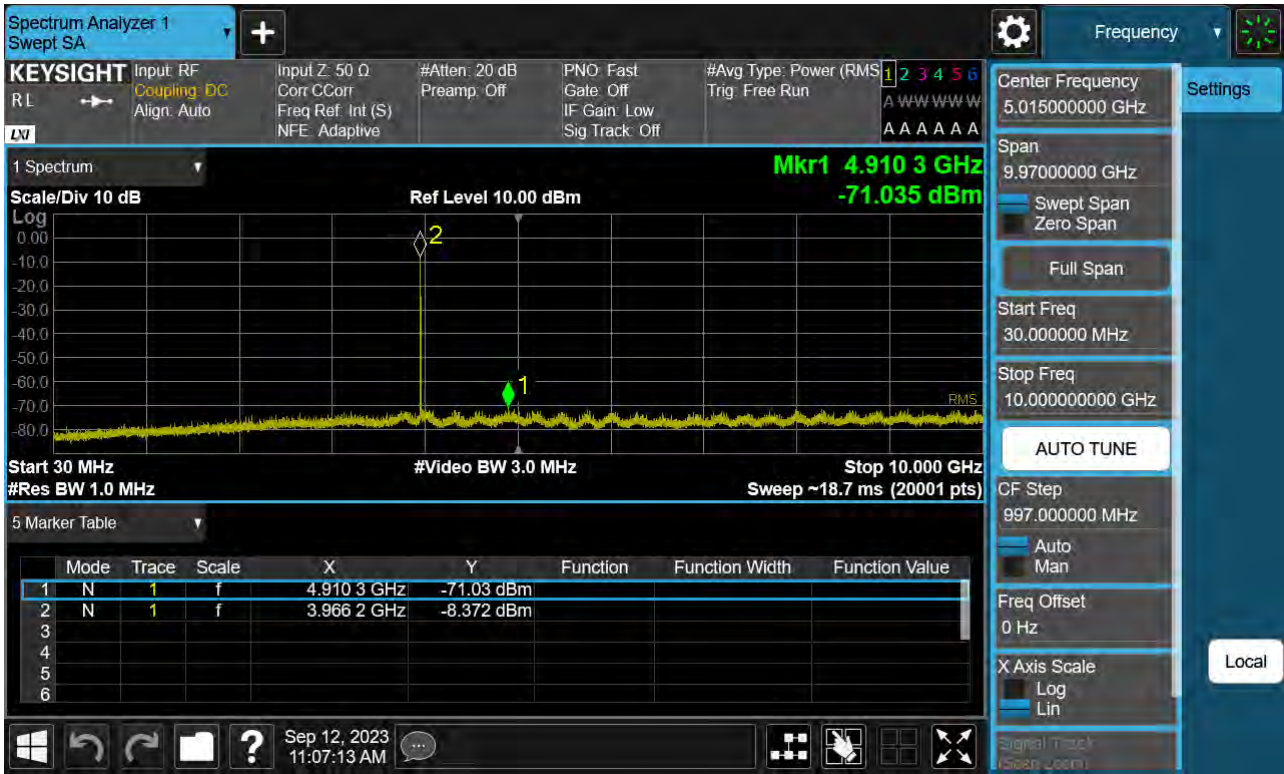 Spectrum Analyzer 1
Swept SA
+
Frequency
KEYSIGHT
RL
LXI
Input: RF
Coupling: DC
Align: Auto
Input Z: 50 Ω
Corr CCorr
Freq Ref: Int (S)
NFE: Adaptive
#Atten: 20 dB
Preamp: Off
PNO: Fast
Gate: Off
IF Gain: Low
Sig Track: Off
#Avg Type: Power (RMS
Trig: Free Run
1 2 3 4 5 6
A W W W W W
A A A A A A
1 Spectrum
Scale/Div 10 dB
Ref Level 10.00 dBm
Mkr1 4.910 3 GHz
-71.035 dBm
Log
0.00
-10.0
-20.0
-30.0
-40.0
-50.0
-60.0
-70.0
-80.0
2
1
RMS
Start 30 MHz
#Video BW 3.0 MHz
Stop 10.000 GHz
#Res BW 1.0 MHz
Sweep ~18.7 ms (20001 pts)
5 Marker Table
Mode Trace Scale X Y Function Function Width Function Value
1 N 1 f 4.910 3 GHz -71.03 dBm
2 N 1 f 3.966 2 GHz -8.372 dBm
3
4
5
6
Sep 12, 2023
11:07:13 AM
Center Frequency
5.015000000 GHz
Settings
Span
9.97000000 GHz
Swept Span
Zero Span
Full Span
Start Freq
30.000000 MHz
Stop Freq
10.000000000 GHz
AUTO TUNE
CF Step
997.000000 MHz
Auto
Man
Freq Offset
0 Hz
X Axis Scale
Log
Lin
Local
Signal Track
(Span Zoom)